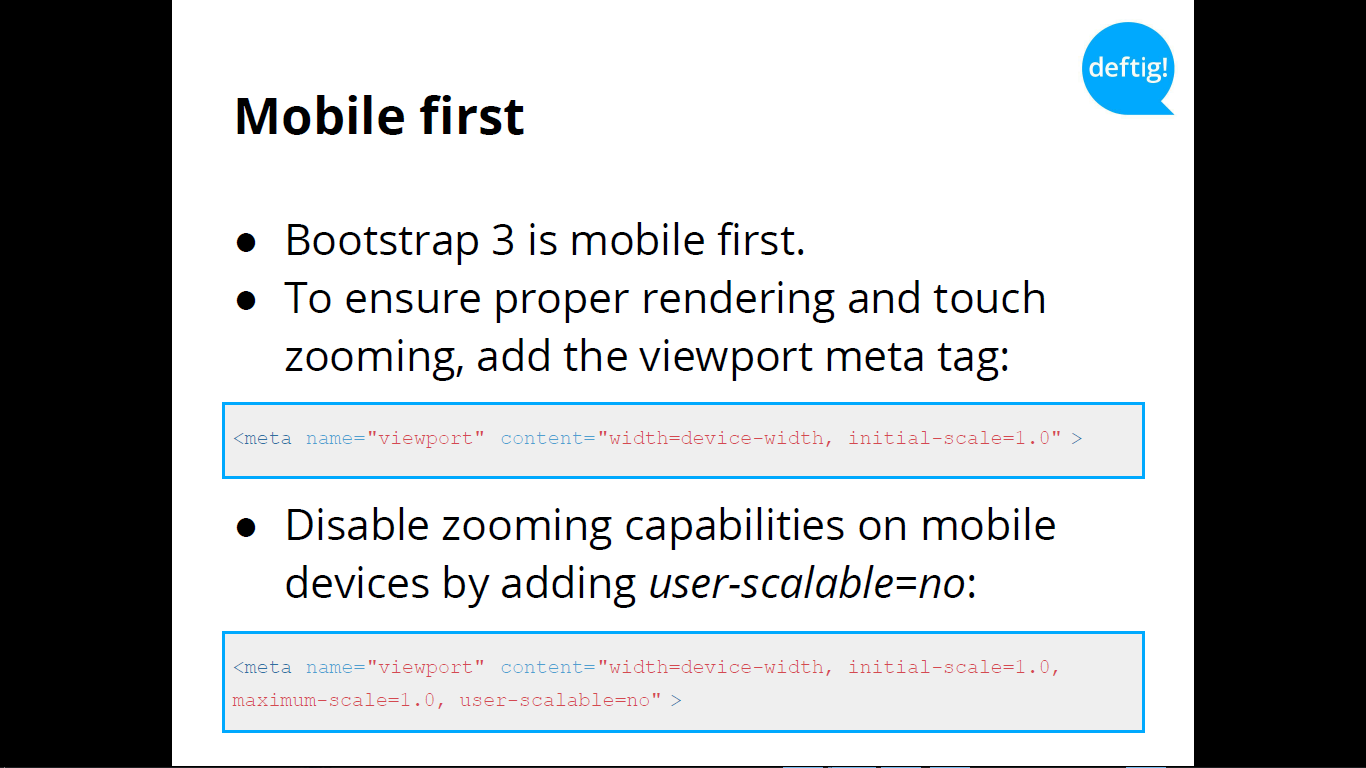 deftig!
Mobile first
● Bootstrap 3 is mobile first.
● To ensure proper rendering and touch
zooming, add the viewport meta tag:
<meta name="viewport" content="width=device-width, initial-scale=1.0" >
● Disable zooming capabilities on mobile
devices by adding user-scalable=no:
<meta name="viewport" content="width=device-width, initial-scale=1.0,
maximum-scale=1.0, user-scalable=no" >